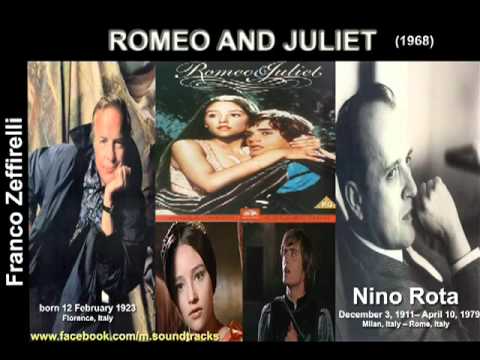 ROMEO AND JULIET (1968)
Franco Zeffirelli
Romeo & Juliet
PG
born 12 February 1923
Florence, Italy
Nino Rota
December 3, 1911– April 10, 1979
Milan, Italy – Rome, Italy
www.facebook.com/m.soundtracks